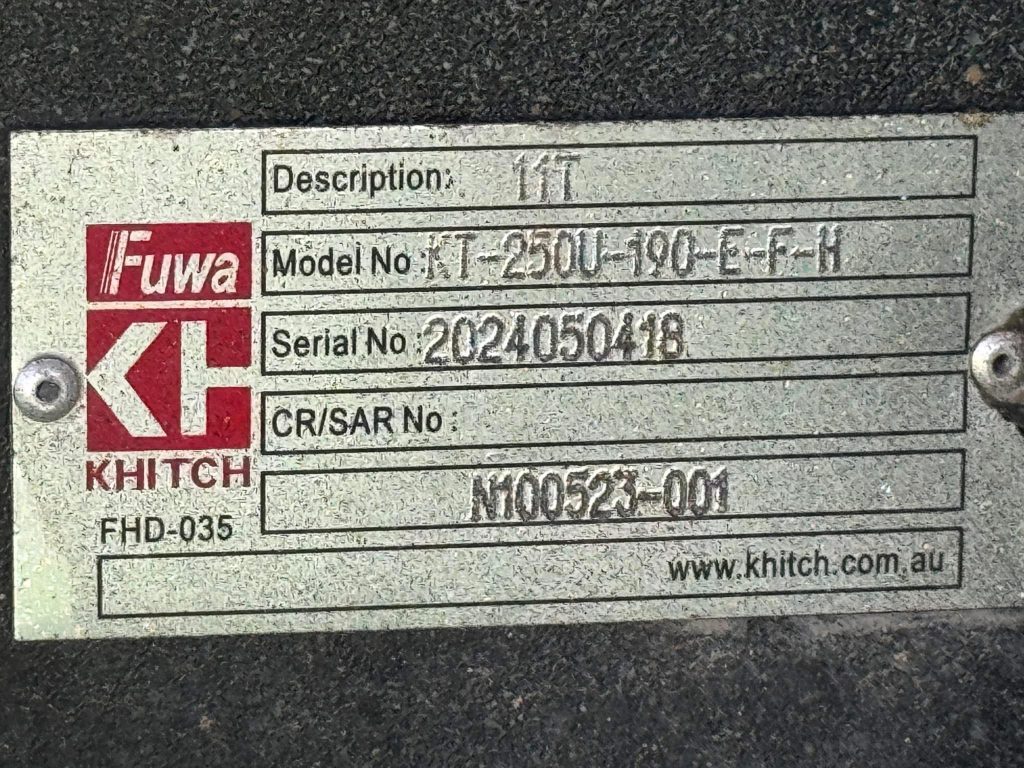 Description: 11T
Fuwa
Model No : KT-250U-190-E-F-H
KH
Serial No : 2024050418
CR/SAR No :
KHITCH
N100523-001
FHD-035
www.khitch.com.au